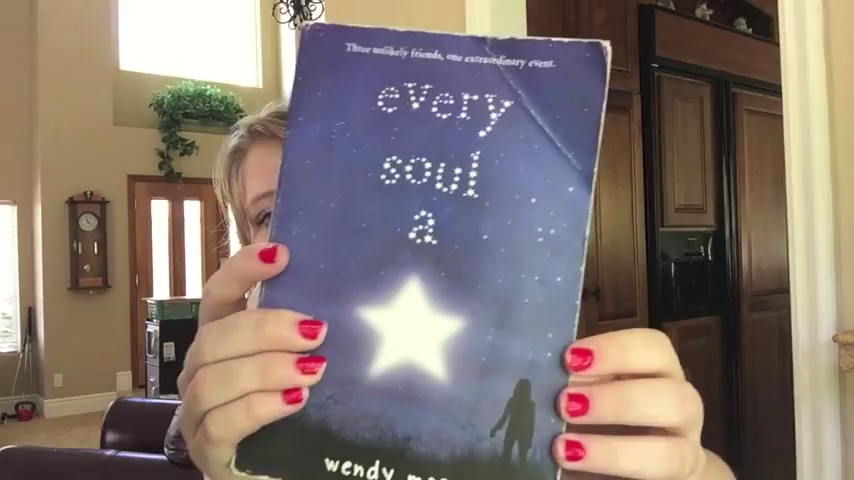 Three unlikely friends, one extraordinary event.
every
soul
a
wendy